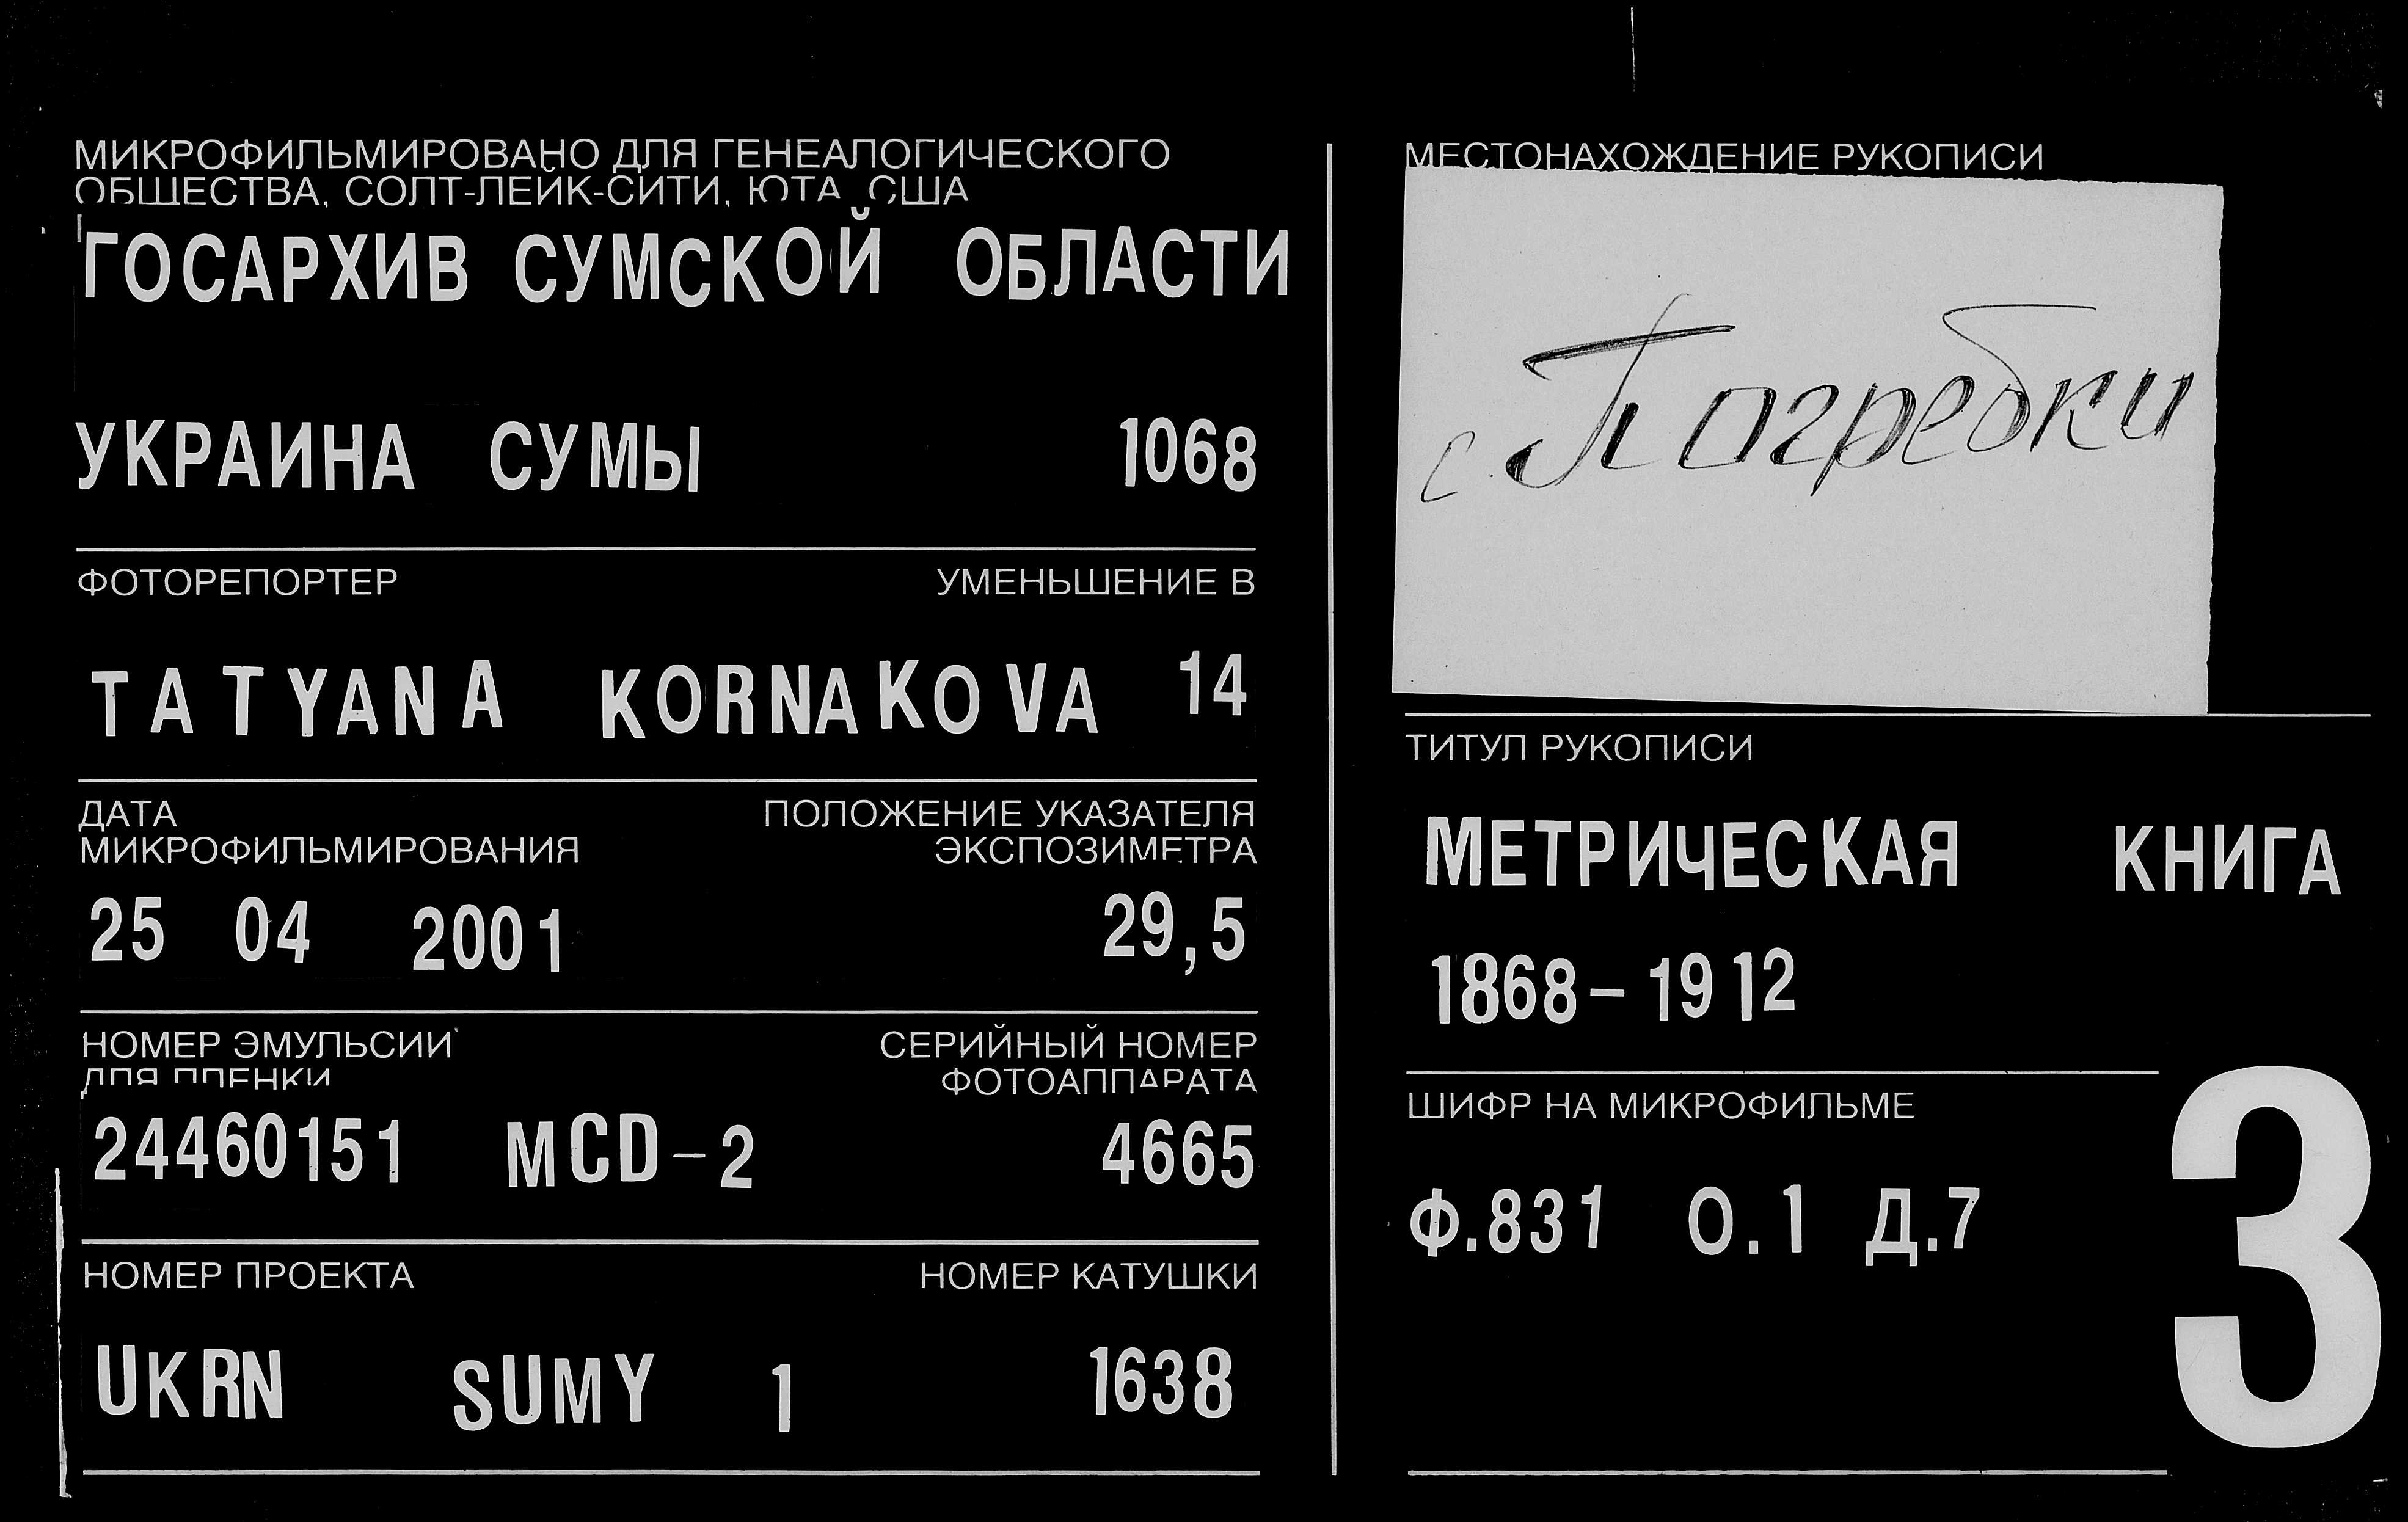 МИКРОФИЛЬМИРОВАНО ДЛЯ ГЕНЕАЛОГИЧЕСКОГО
ОБЩЕСТВА, СОЛТ-ЛЕЙК-СИТИ, ЮТА, США
ГОСАРХИВ СУМСКОЙ ОБЛАСТИ
УКРАИНА СУМЫ 1068
ФОТОРЕПОРТЕР УМЕНЬШЕНИЕ В
TATYANA KORNAKOVA 14
ДАТА ПОЛОЖЕНИЕ УКАЗАТЕЛЯ
МИКРОФИЛЬМИРОВАНИЯ ЭКСПОЗИМЕТРА
25 04 2001 29,5
НОМЕР ЭМУЛЬСИИ СЕРИЙНЫЙ НОМЕР
ДЛЯ ПЛЕНКИ ФОТОАППАРАТА
24460151 MCD-2 4665
НОМЕР ПРОЕКТА НОМЕР КАТУШКИ
UKRN SUMY 1 1638
МЕСТОНАХОЖДЕНИЕ РУКОПИСИ
с. Погребки
ТИТУЛ РУКОПИСИ
МЕТРИЧЕСКАЯ КНИГА
1868-1912
ШИФР НА МИКРОФИЛЬМЕ
Ф.831 О.1 Д.7
3